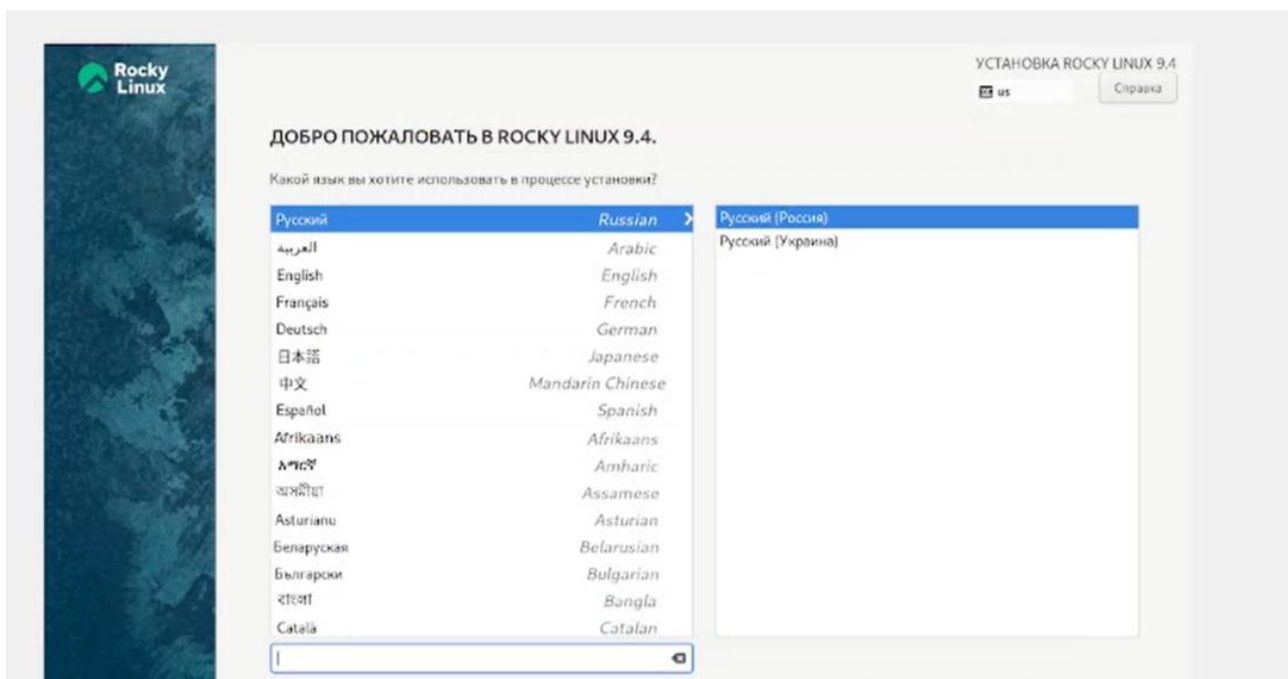 Rocky
Linux
УСТАНОВКА ROCKY LINUX 9.4
us
Справка
ДОБРО ПОЖАЛОВАТЬ В ROCKY LINUX 9.4.
Какой язык вы хотите использовать в процессе установки?
Русский Russian
العربية Arabic
English English
Français French
Deutsch German
日本語 Japanese
中文 Mandarin Chinese
Español Spanish
Afrikaans Afrikaans
አማርኛ Amharic
অসমীয়া Assamese
Asturianu Asturian
Беларуская Belarusian
Български Bulgarian
বাংলা Bangla
Català Catalan
Русский (Россия)
Русский (Украина)